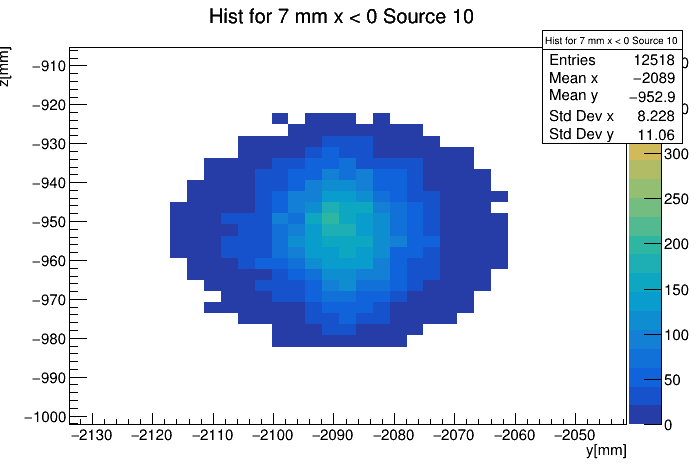 Hist for 7 mm x < 0 Source 10
z[mm]
Hist for 7 mm x < 0 Source 10
Entries 12518
Mean x −2089
Mean y −952.9
Std Dev x 8.228
Std Dev y 11.06
−910
−920
−930
−940
−950
−960
−970
−980
−990
−1000
300
250
200
150
100
50
0
−2130 −2120 −2110 −2100 −2090 −2080 −2070 −2060 −2050
y[mm]